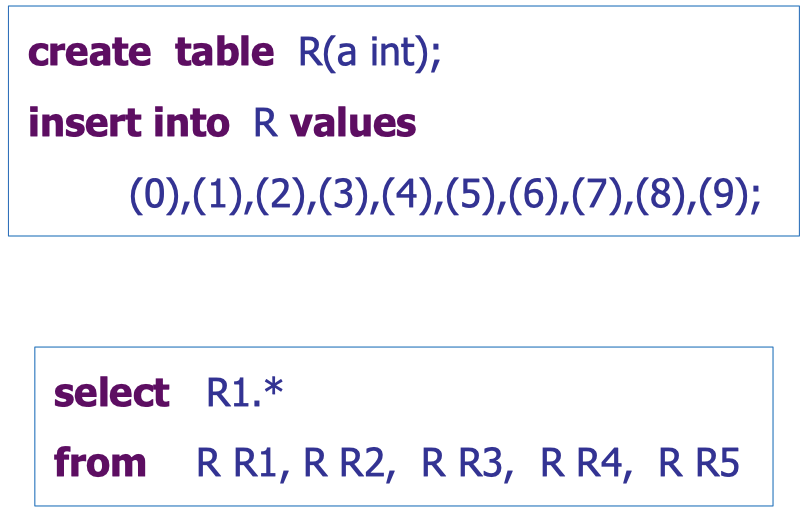 create table R(a int);
insert into R values
(0),(1),(2),(3),(4),(5),(6),(7),(8),(9);
select R1.*
from R R1, R R2, R R3, R R4, R R5